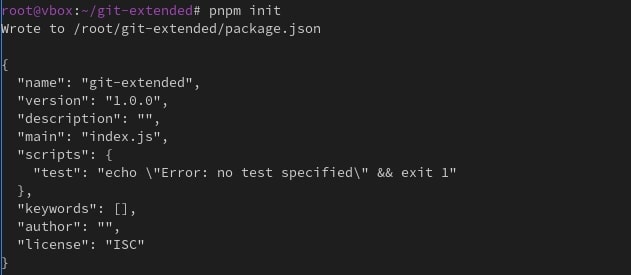 root@vbox:~/git-extended# pnpm init
Wrote to /root/git-extended/package.json
{
  "name": "git-extended",
  "version": "1.0.0",
  "description": "",
  "main": "index.js",
  "scripts": {
    "test": "echo \"Error: no test specified\" && exit 1"
  },
  "keywords": [],
  "author": "",
  "license": "ISC"
}